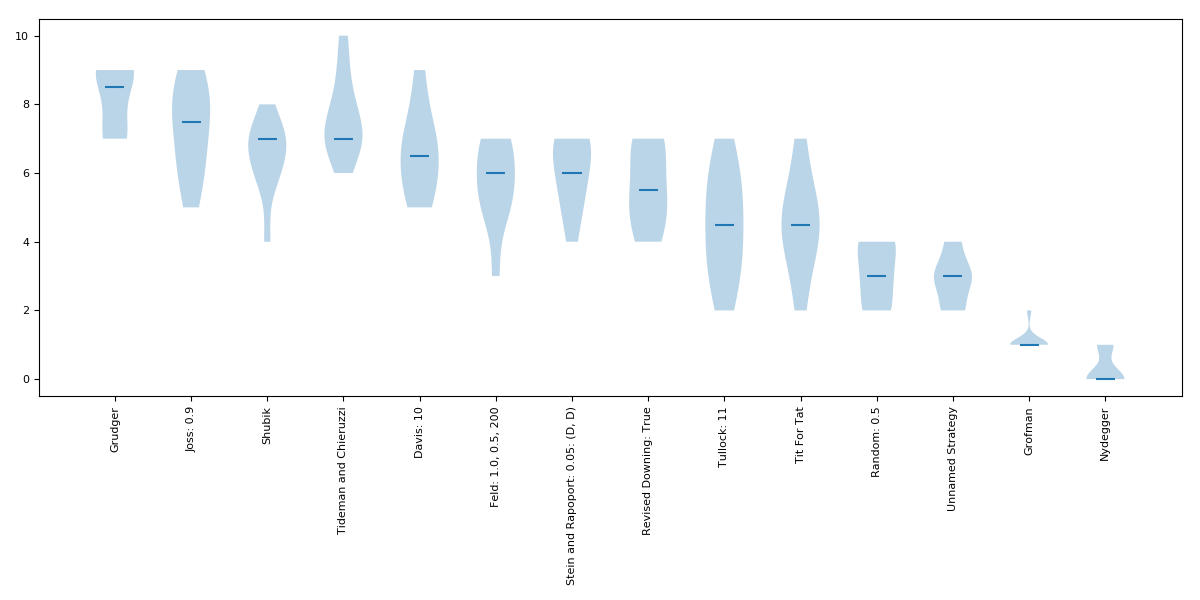 10
8
6
4
2
0
Grudger
Joss: 0.9
Shubik
Tideman and Chieruzzi
Davis: 10
Feld: 1.0, 0.5, 200
Stein and Rapoport: 0.05: (D, D)
Revised Downing: True
Tullock: 11
Tit For Tat
Random: 0.5
Unnamed Strategy
Grofman
Nydegger